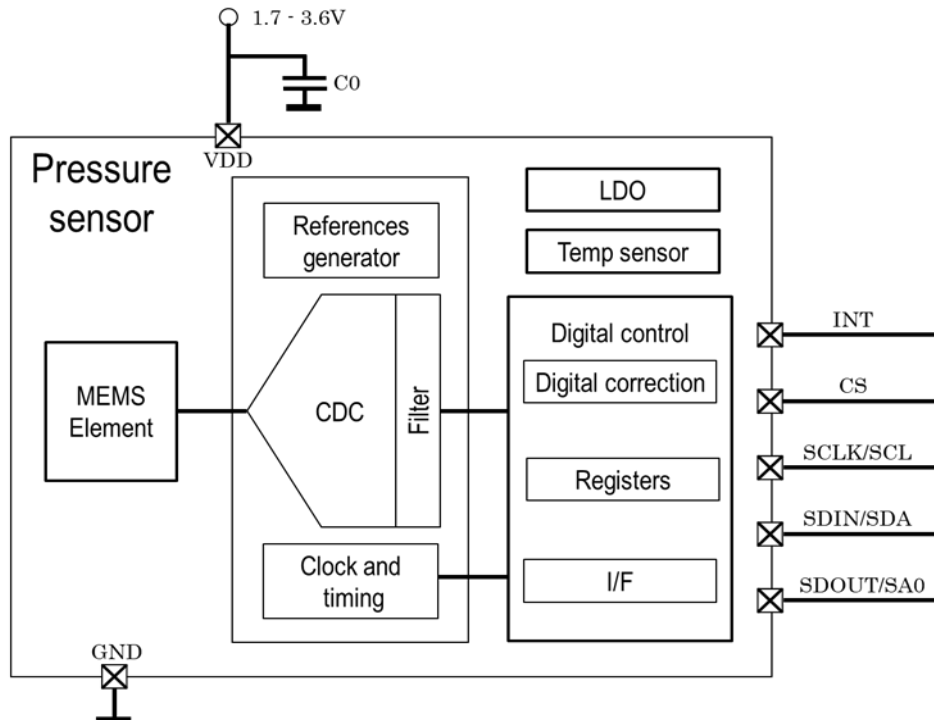 1.7 - 3.6V
C0
VDD
Pressure
sensor
LDO
References
generator
Temp sensor
INT
Digital control
Digital correction
CS
MEMS
Element
CDC
Filter
SCLK/SCL
Registers
SDIN/SDA
Clock and
timing
I/F
SDOUT/SA0
GND